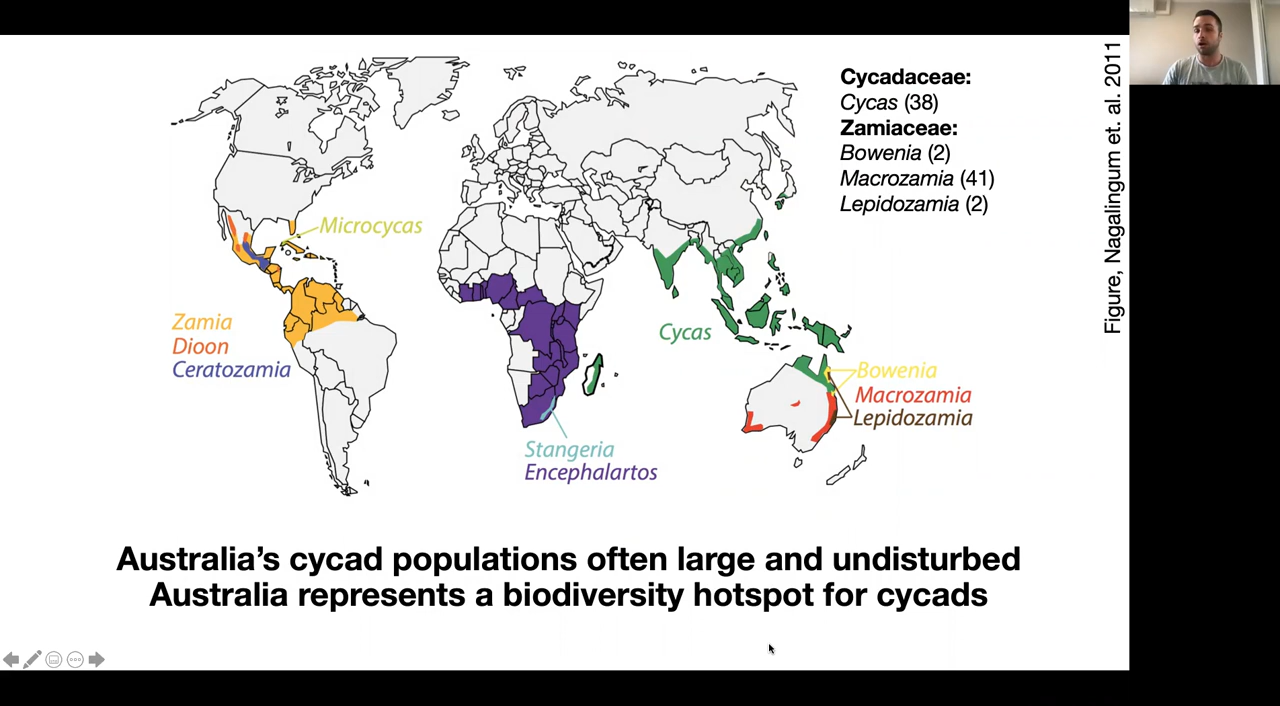 Cycadaceae:
Cycas (38)
Zamiaceae:
Bowenia (2)
Macrozamia (41)
Lepidozamia (2)
Figure, Nagalingum et. al. 2011
Microcycas
Zamia
Dioon
Ceratozamia
Cycas
Stangeria
Encephalartos
Bowenia
Macrozamia
Lepidozamia
Australia’s cycad populations often large and undisturbed
Australia represents a biodiversity hotspot for cycads